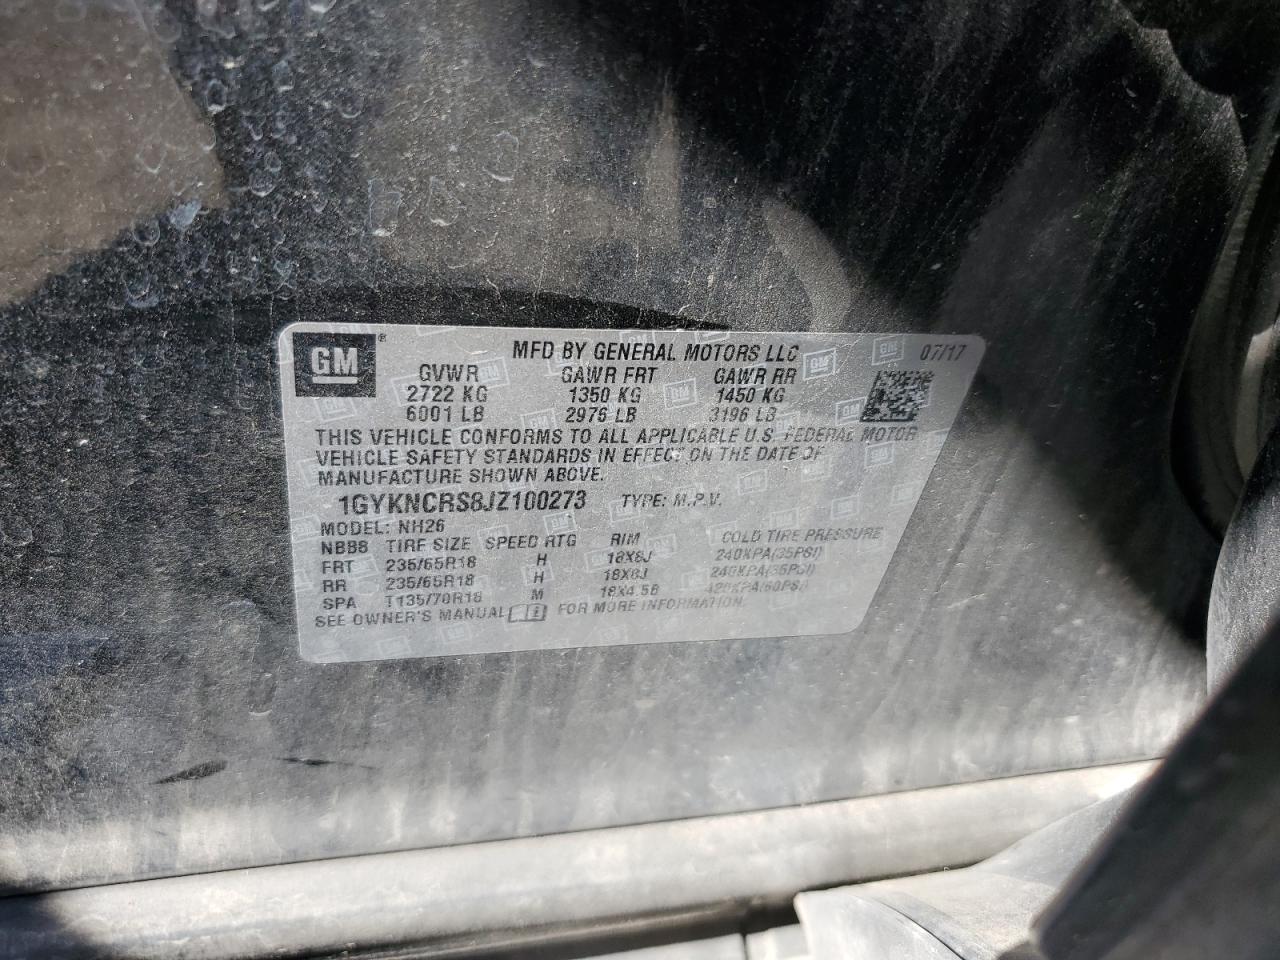 GM ®
MFD BY GENERAL MOTORS LLC 07/17
GVWR GAWR FRT GAWR RR
2722 KG 1350 KG 1450 KG
6001 LB 2976 LB 3196 LB
THIS VEHICLE CONFORMS TO ALL APPLICABLE U.S. FEDERAL MOTOR
VEHICLE SAFETY STANDARDS IN EFFECT ON THE DATE OF
MANUFACTURE SHOWN ABOVE.
1GYKNCRS8JZ100273 TYPE: M.P.V.
MODEL: NH26
NBBB TIRE SIZE SPEED RTG RIM COLD TIRE PRESSURE
FRT 235/65R18 H 18X8J 240KPA(35PSI)
RR 235/65R18 H 18X8J 240KPA(35PSI)
SPA T135/70R18 M 18X4.5B 420KPA(60PSI)
SEE OWNER'S MANUAL FOR MORE INFORMATION.